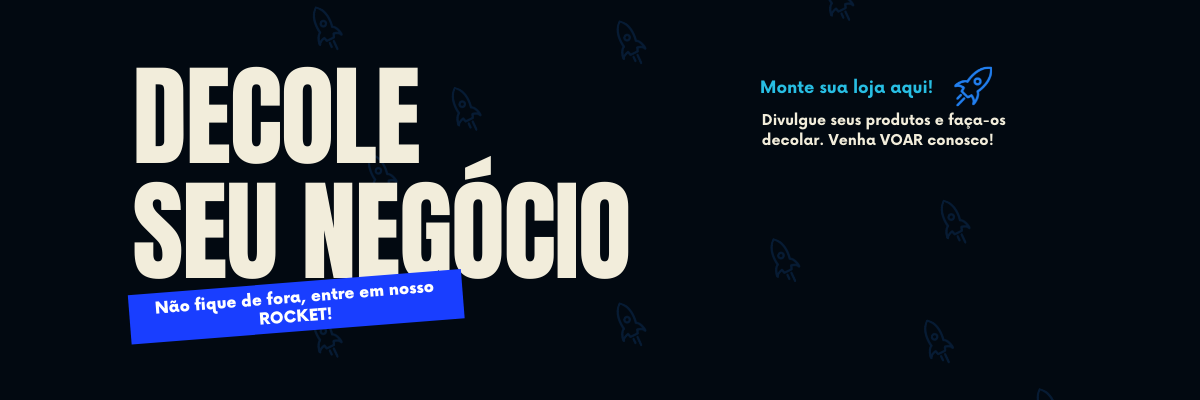 DECOLE
SEU NEGÓCIO
Não fique de fora, entre em nosso
ROCKET!
Monte sua loja aqui!
Divulgue seus produtos e faça-os
decolar. Venha VOAR conosco!